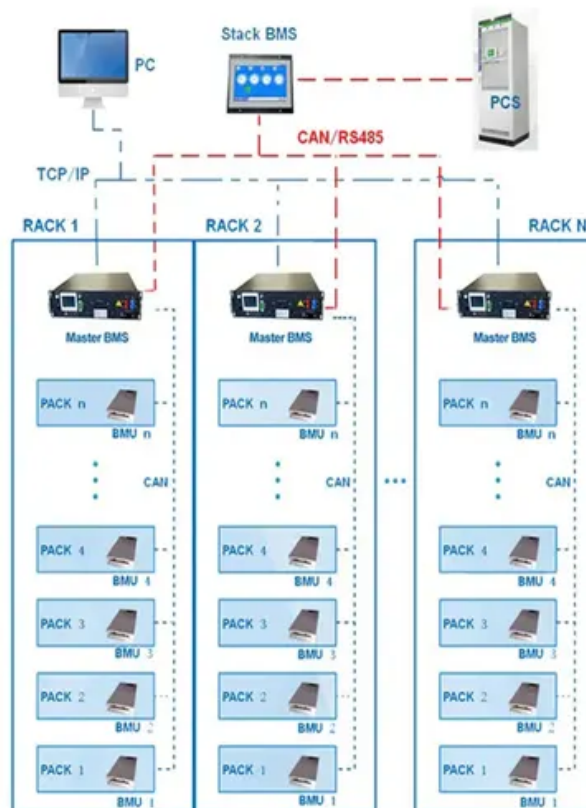 Stack BMS
PC
PCS
CAN/RS485
TCP/IP
RACK 1
RACK 2
RACK N
Master BMS
Master BMS
Master BMS
PACK n
BMU n
PACK n
BMU n
PACK n
BMU n
CAN
CAN
CAN
PACK 4
BMU 4
PACK 4
BMU 4
PACK 4
BMU 4
PACK 3
BMU 3
PACK 3
BMU 3
PACK 3
BMU 3
PACK 2
BMU 2
PACK 2
BMU 2
PACK 2
BMU 2
PACK 1
BMU 1
PACK 1
BMU 1
PACK 1
BMU 1